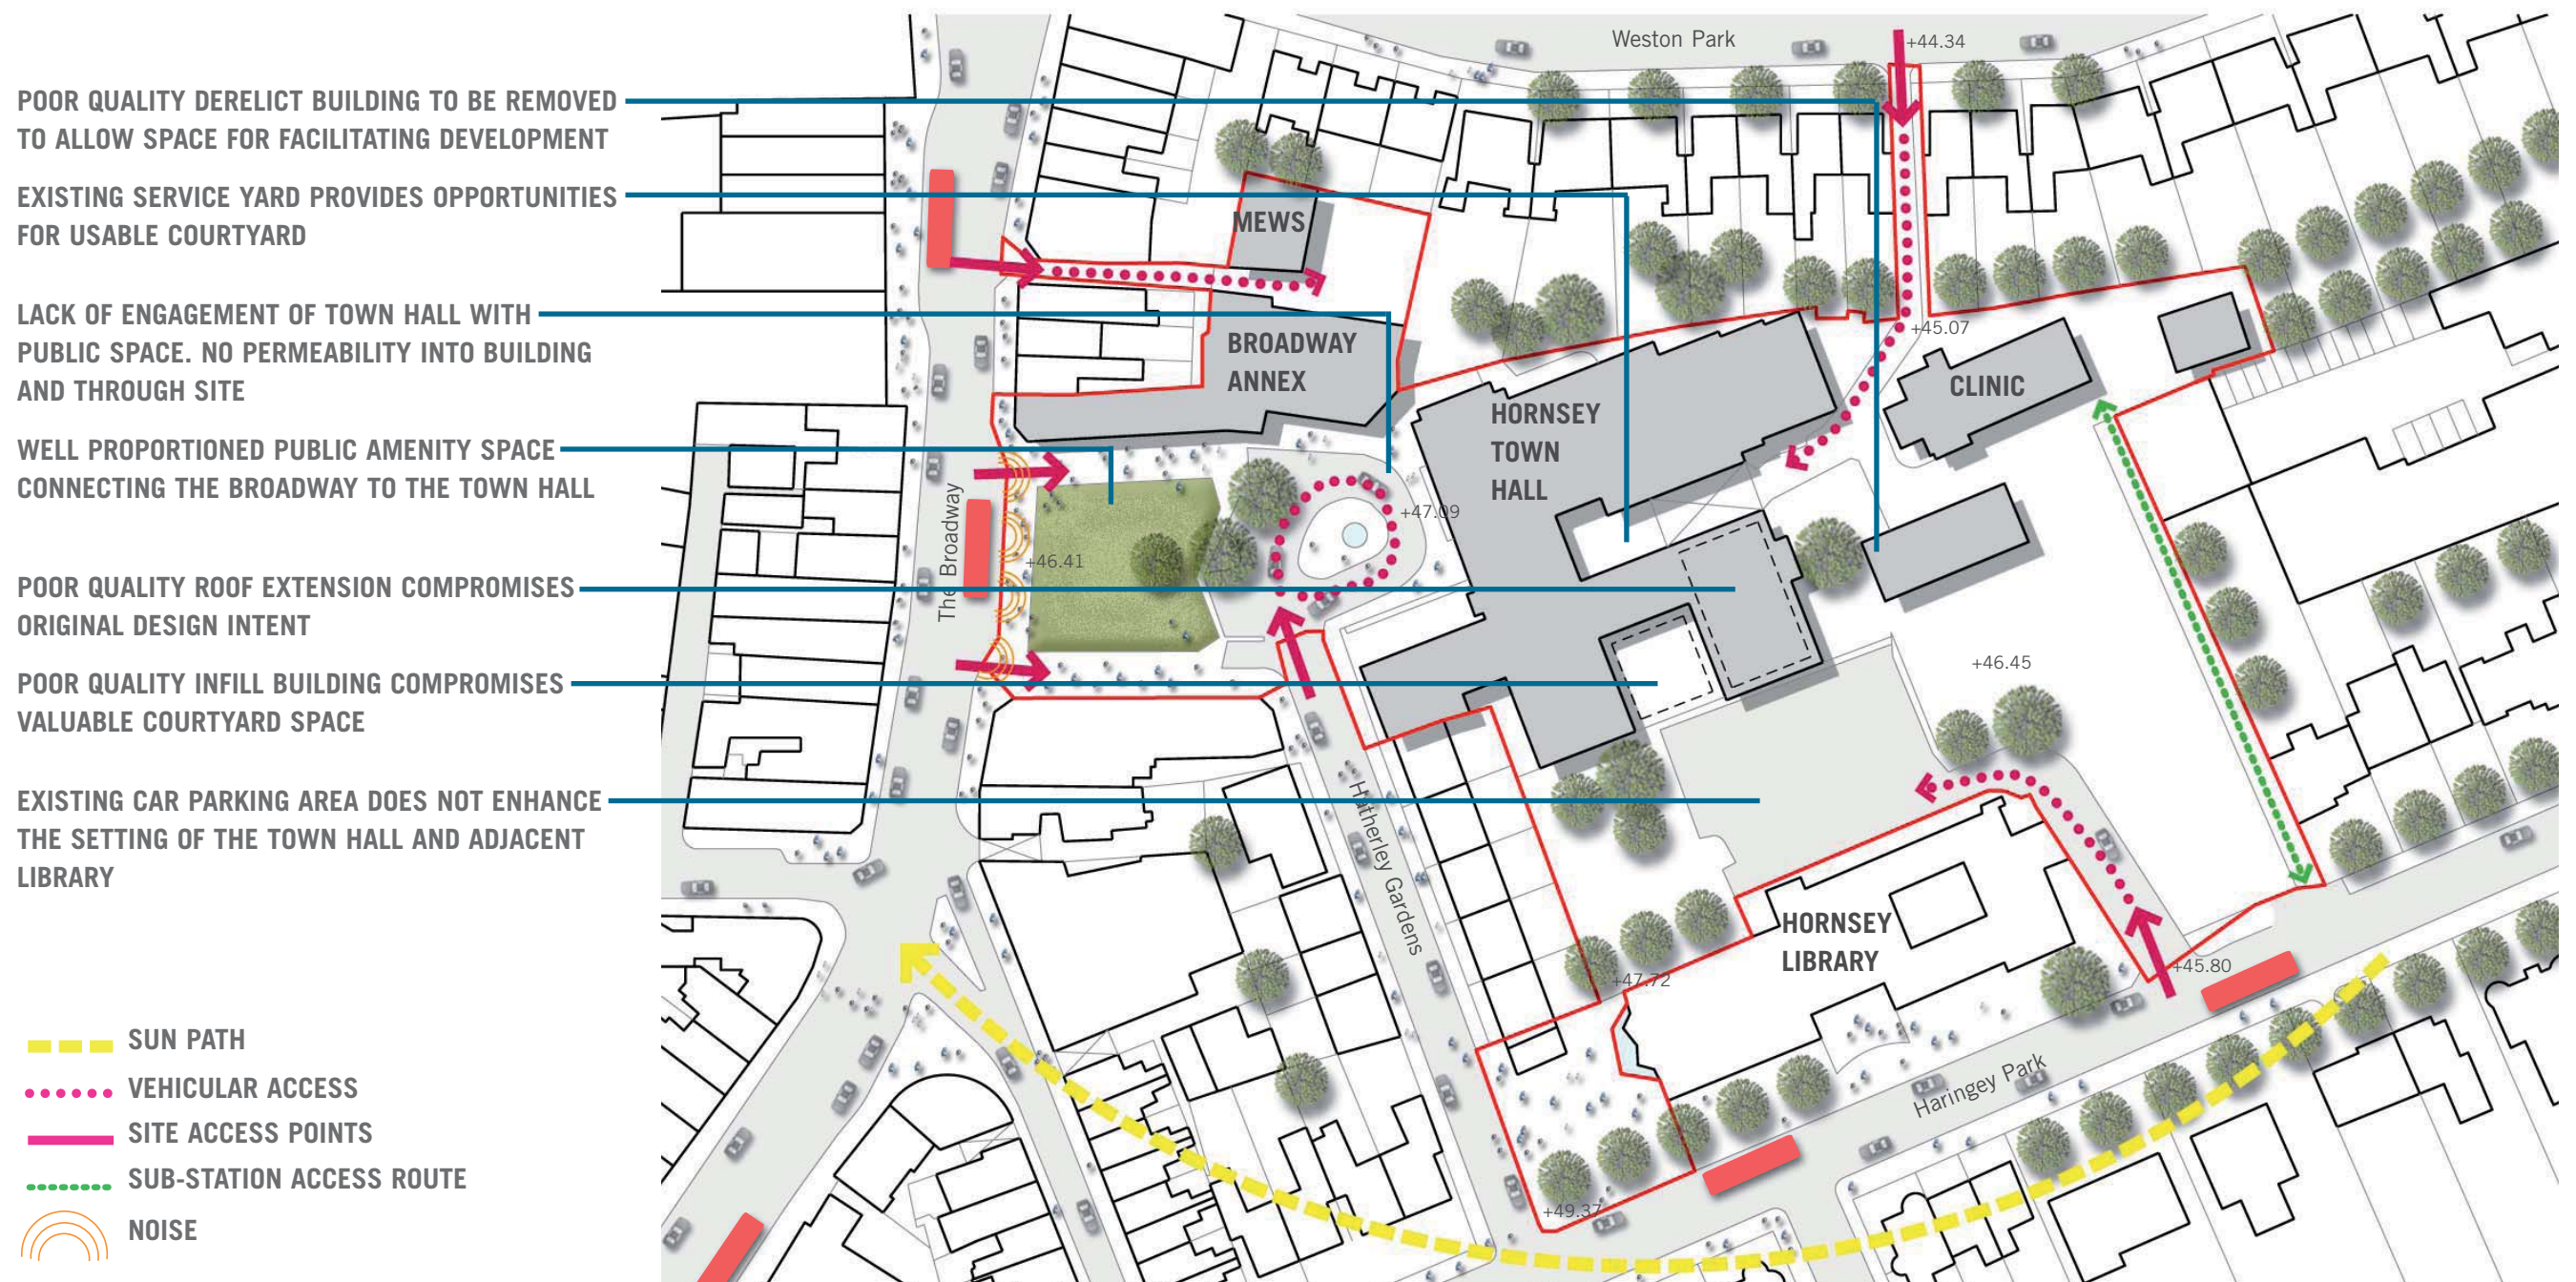 POOR QUALITY DERELICT BUILDING TO BE REMOVED
TO ALLOW SPACE FOR FACILITATING DEVELOPMENT
EXISTING SERVICE YARD PROVIDES OPPORTUNITIES
FOR USABLE COURTYARD
LACK OF ENGAGEMENT OF TOWN HALL WITH
PUBLIC SPACE. NO PERMEABILITY INTO BUILDING
AND THROUGH SITE
WELL PROPORTIONED PUBLIC AMENITY SPACE
CONNECTING THE BROADWAY TO THE TOWN HALL
POOR QUALITY ROOF EXTENSION COMPROMISES
ORIGINAL DESIGN INTENT
POOR QUALITY INFILL BUILDING COMPROMISES
VALUABLE COURTYARD SPACE
EXISTING CAR PARKING AREA DOES NOT ENHANCE
THE SETTING OF THE TOWN HALL AND ADJACENT
LIBRARY
SUN PATH
VEHICULAR ACCESS
SITE ACCESS POINTS
SUB-STATION ACCESS ROUTE
NOISE
Weston Park
+44.34
MEWS
+45.07
BROADWAY
ANNEX
CLINIC
HORNSEY
TOWN
HALL
+47.09
The Broadway
+46.41
+46.45
Hatherley Gardens
HORNSEY
LIBRARY
+47.72
+45.80
Haringey Park
+49.37